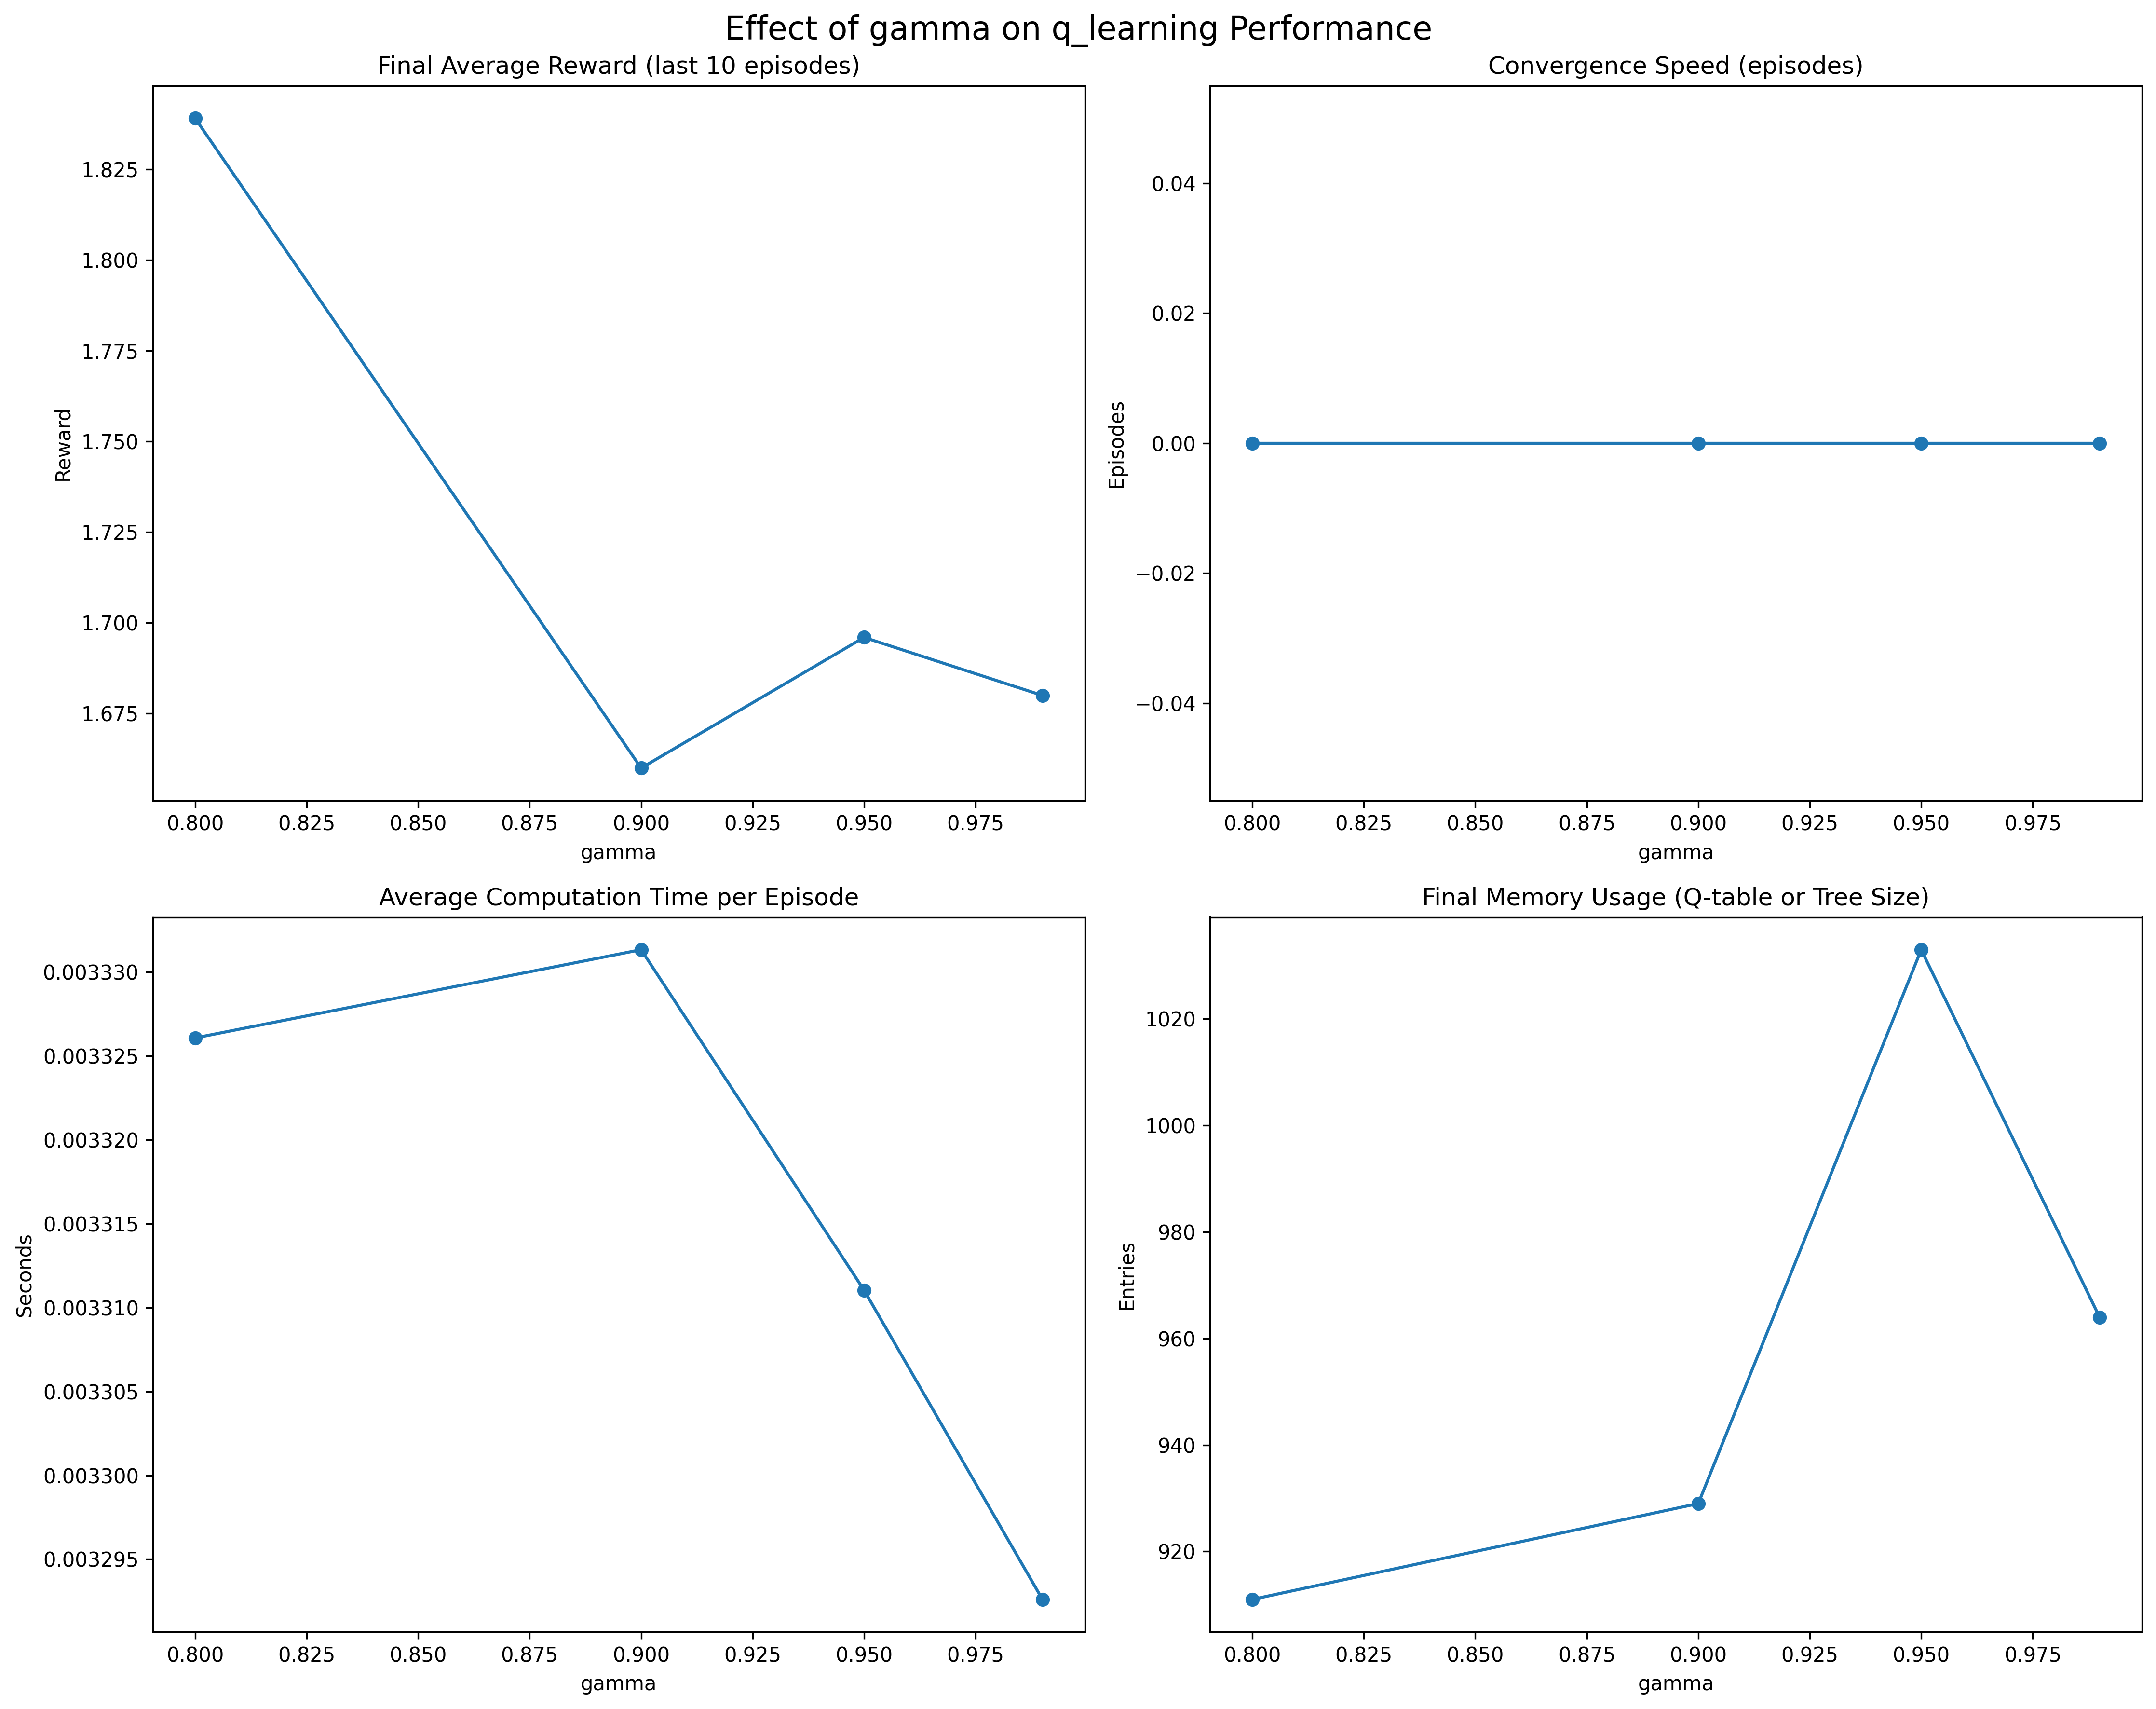 Effect of gamma on q_learning Performance
Final Average Reward (last 10 episodes)
Reward
1.825
1.800
1.775
1.750
1.725
1.700
1.675
0.800 0.825 0.850 0.875 0.900 0.925 0.950 0.975
gamma
Convergence Speed (episodes)
Episodes
0.04
0.02
0.00
−0.02
−0.04
0.800 0.825 0.850 0.875 0.900 0.925 0.950 0.975
gamma
Average Computation Time per Episode
Seconds
0.003330
0.003325
0.003320
0.003315
0.003310
0.003305
0.003300
0.003295
0.800 0.825 0.850 0.875 0.900 0.925 0.950 0.975
gamma
Final Memory Usage (Q-table or Tree Size)
Entries
1020
1000
980
960
940
920
0.800 0.825 0.850 0.875 0.900 0.925 0.950 0.975
gamma